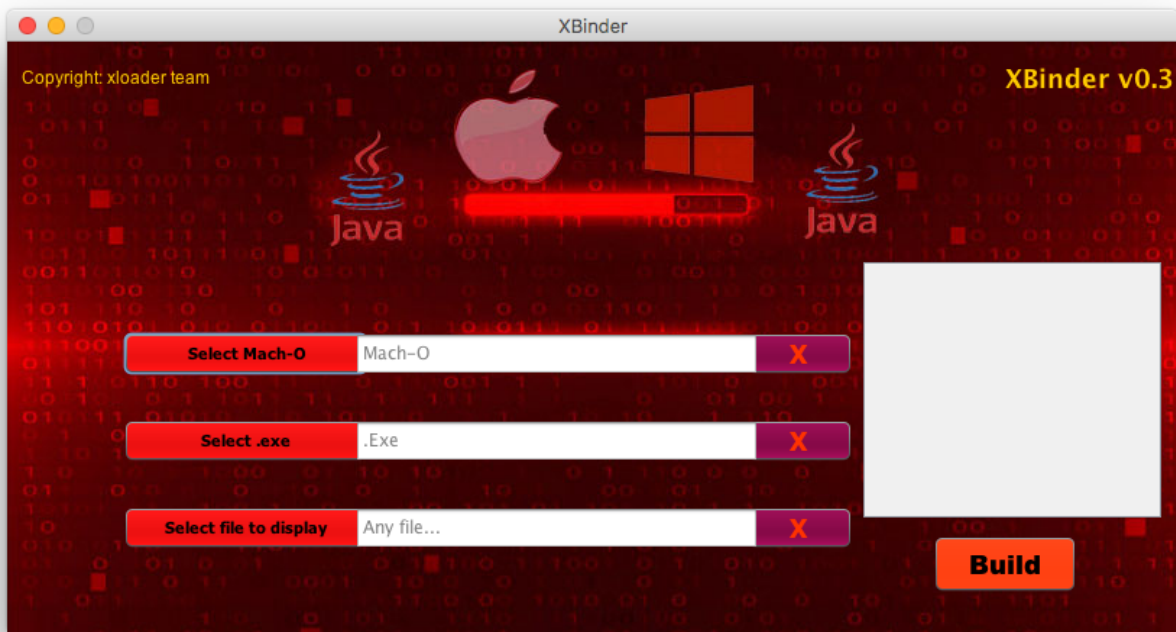 XBinder
Copyright: xloader team
XBinder v0.3
Java
Java
Select Mach-O
Mach-O
X
Select .exe
.Exe
X
Select file to display
Any file...
X
Build